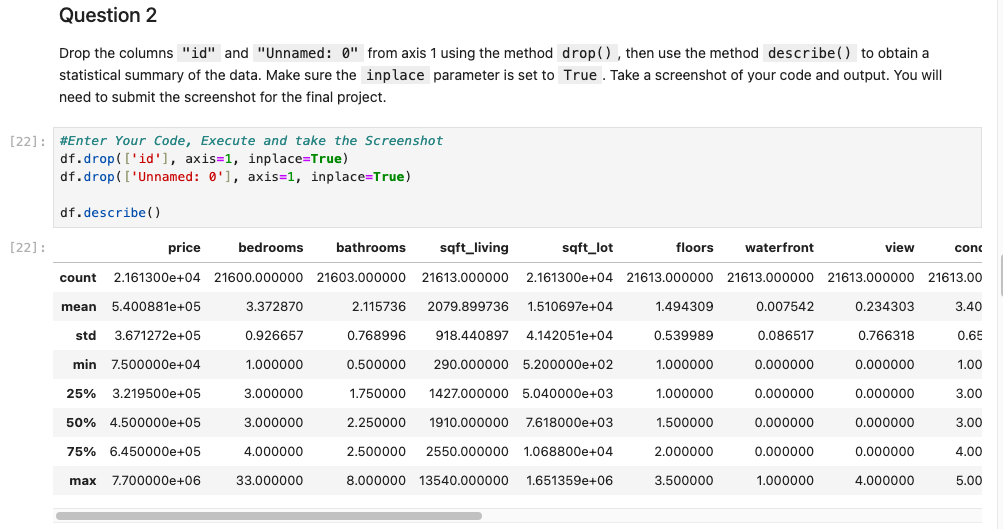 Question 2
Drop the columns "id" and "Unnamed: 0" from axis 1 using the method drop() , then use the method describe() to obtain a
statistical summary of the data. Make sure the inplace parameter is set to True . Take a screenshot of your code and output. You will
need to submit the screenshot for the final project.
[22]: #Enter Your Code, Execute and take the Screenshot
df.drop(['id'], axis=1, inplace=True)
df.drop(['Unnamed: 0'], axis=1, inplace=True)
df.describe()
[22]: price bedrooms bathrooms sqft_living sqft_lot floors waterfront view conc
count 2.161300e+04 21600.000000 21603.000000 21613.000000 2.161300e+04 21613.000000 21613.000000 21613.000000 21613.00
mean 5.400881e+05 3.372870 2.115736 2079.899736 1.510697e+04 1.494309 0.007542 0.234303 3.40
std 3.671272e+05 0.926657 0.768996 918.440897 4.142051e+04 0.539989 0.086517 0.766318 0.65
min 7.500000e+04 1.000000 0.500000 290.000000 5.200000e+02 1.000000 0.000000 0.000000 1.00
25% 3.219500e+05 3.000000 1.750000 1427.000000 5.040000e+03 1.000000 0.000000 0.000000 3.00
50% 4.500000e+05 3.000000 2.250000 1910.000000 7.618000e+03 1.500000 0.000000 0.000000 3.00
75% 6.450000e+05 4.000000 2.500000 2550.000000 1.068800e+04 2.000000 0.000000 0.000000 4.00
max 7.700000e+06 33.000000 8.000000 13540.000000 1.651359e+06 3.500000 1.000000 4.000000 5.00